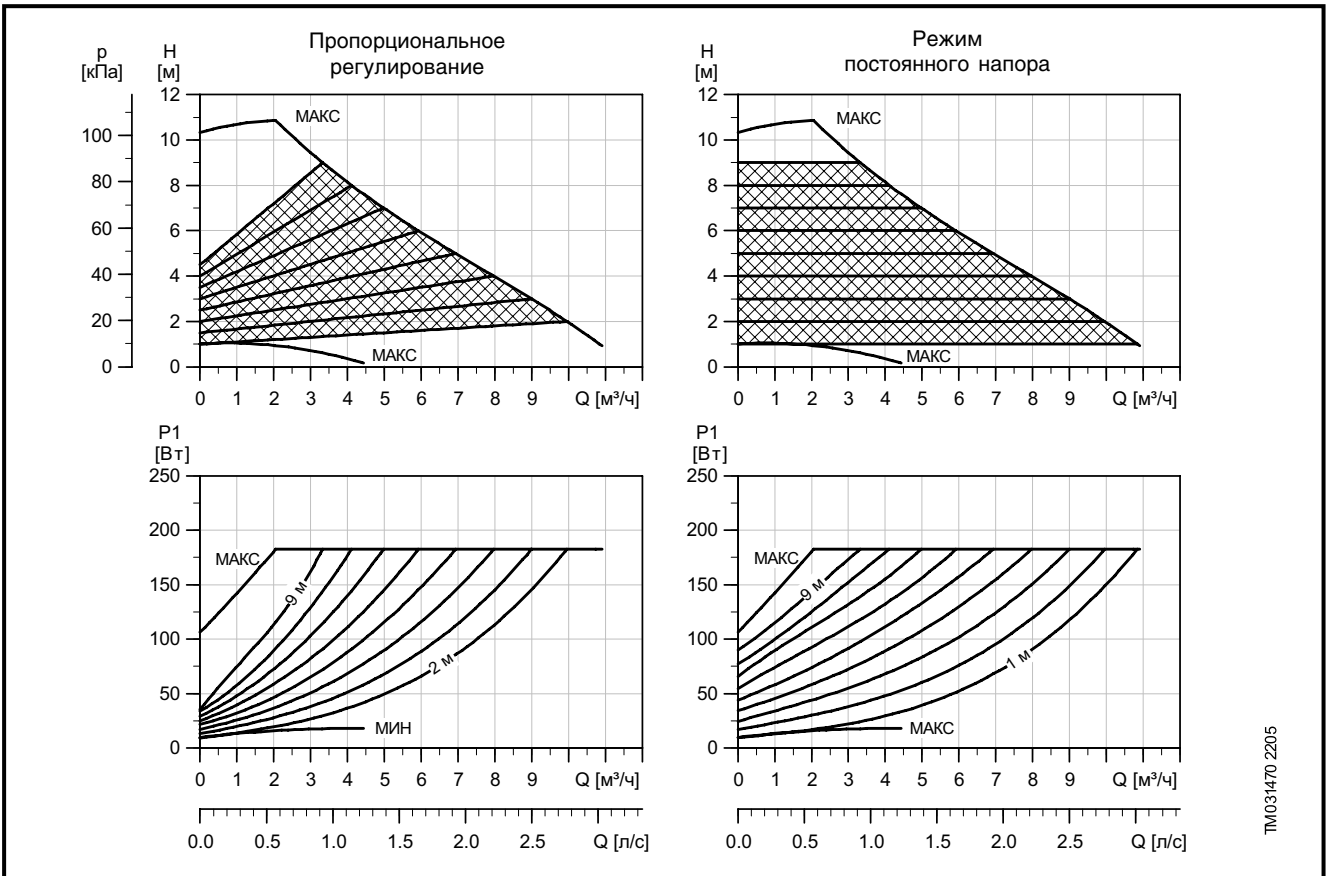 Пропорциональное
регулирование
p
[кПа]
H
[м]
12
10
8
6
4
2
0
100
80
60
40
20
0
МАКС
МАКС
0 1 2 3 4 5 6 7 8 9 Q [м³/ч]
Режим
постоянного напора
H
[м]
12
10
8
6
4
2
0
МАКС
МАКС
0 1 2 3 4 5 6 7 8 9 Q [м³/ч]
P1
[Вт]
250
200
150
100
50
0
МАКС
9 м
2 м
МИН
0 1 2 3 4 5 6 7 8 9 Q [м³/ч]
0.0 0.5 1.0 1.5 2.0 2.5 Q [л/с]
P1
[Вт]
250
200
150
100
50
0
МАКС
9 м
1 м
МАКС
0 1 2 3 4 5 6 7 8 9 Q [м³/ч]
0.0 0.5 1.0 1.5 2.0 2.5 Q [л/с]
TM031470 2205